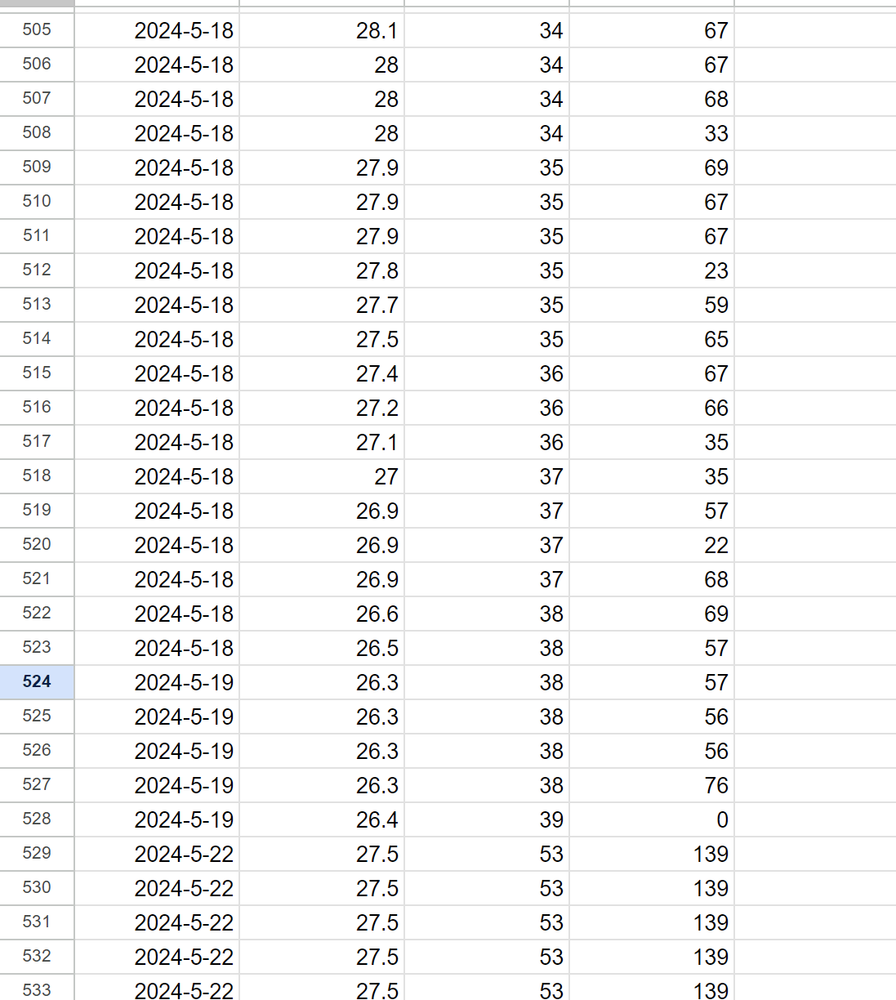 505 2024-5-18 28.1 34 67
506 2024-5-18 28 34 67
507 2024-5-18 28 34 68
508 2024-5-18 28 34 33
509 2024-5-18 27.9 35 69
510 2024-5-18 27.9 35 67
511 2024-5-18 27.9 35 67
512 2024-5-18 27.8 35 23
513 2024-5-18 27.7 35 59
514 2024-5-18 27.5 35 65
515 2024-5-18 27.4 36 67
516 2024-5-18 27.2 36 66
517 2024-5-18 27.1 36 35
518 2024-5-18 27 37 35
519 2024-5-18 26.9 37 57
520 2024-5-18 26.9 37 22
521 2024-5-18 26.9 37 68
522 2024-5-18 26.6 38 69
523 2024-5-18 26.5 38 57
524 2024-5-19 26.3 38 57
525 2024-5-19 26.3 38 56
526 2024-5-19 26.3 38 56
527 2024-5-19 26.3 38 76
528 2024-5-19 26.4 39 0
529 2024-5-22 27.5 53 139
530 2024-5-22 27.5 53 139
531 2024-5-22 27.5 53 139
532 2024-5-22 27.5 53 139
533 2024-5-22 27.5 53 139